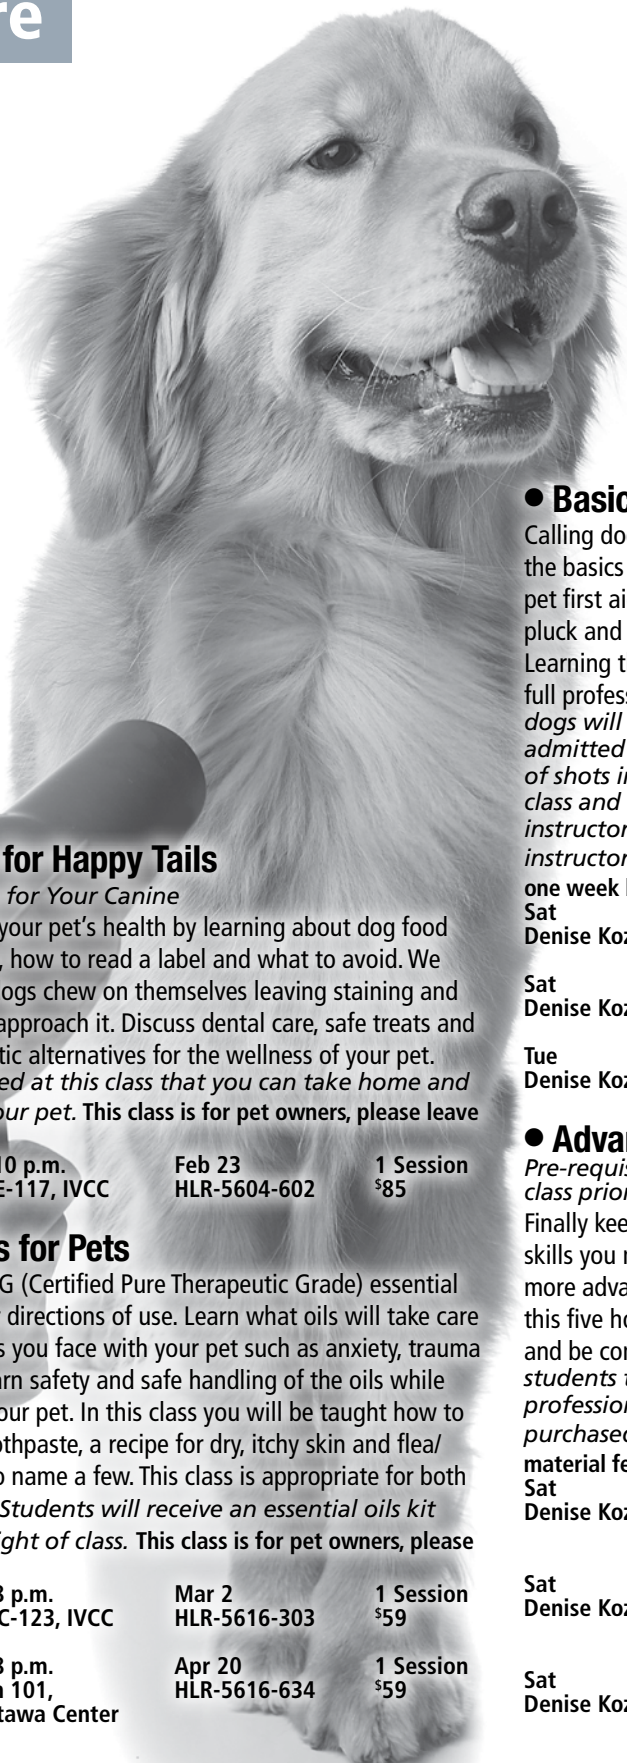 re
for Happy Tails
for Your Canine
your pet’s health by learning about dog food
, how to read a label and what to avoid. We
ogs chew on themselves leaving staining and
approach it. Discuss dental care, safe treats and
tic alternatives for the wellness of your pet.
ed at this class that you can take home and
our pet. This class is for pet owners, please leave
10 p.m. Feb 23 1 Session
E-117, IVCC HLR-5604-602 $85
s for Pets
G (Certified Pure Therapeutic Grade) essential
directions of use. Learn what oils will take care
s you face with your pet such as anxiety, trauma
arn safety and safe handling of the oils while
our pet. In this class you will be taught how to
othpaste, a recipe for dry, itchy skin and flea/
o name a few. This class is appropriate for both
Students will receive an essential oils kit
ight of class. This class is for pet owners, please
8 p.m. Mar 2 1 Session
C-123, IVCC HLR-5616-303 $59
8 p.m. Apr 20 1 Session
n 101, HLR-5616-634 $59
tawa Center
● Basic
Calling do
the basics
pet first ai
pluck and
Learning t
full profess
dogs will
admitted
of shots i
class and
instructor
instructor
one week
Sat
Denise Koz
Sat
Denise Koz
Tue
Denise Koz
● Advan
Pre-requis
class prior
Finally kee
skills you
more adva
this five ho
and be con
students t
profession
purchased
material fe
Sat
Denise Koz
Sat
Denise Koz
Sat
Denise Koz